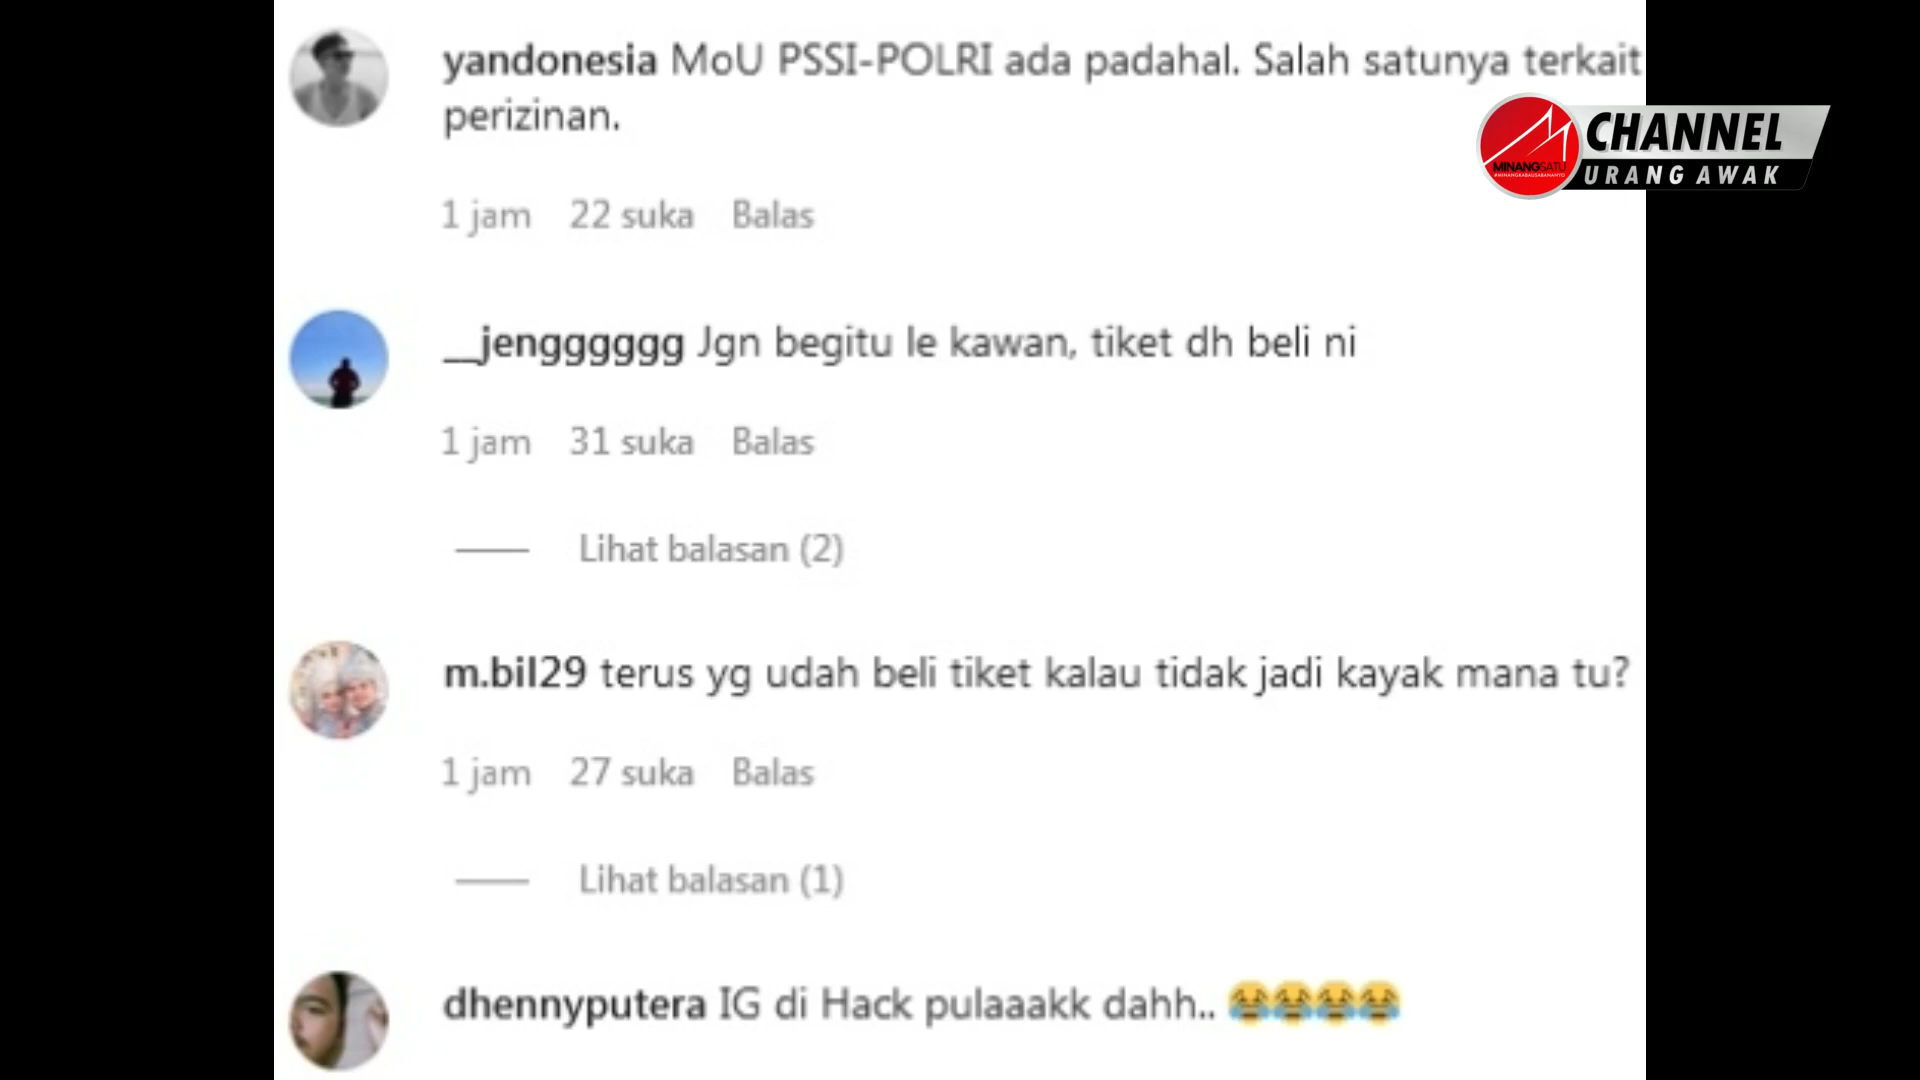 yandonesia MoU PSSI-POLRI ada padahal. Salah satunya terkait
perizinan.
1 jam 22 suka Balas
CHANNEL
URANG AWAK
MINANGSATU
__jengggggg Jgn begitu le kawan, tiket dh beli ni
1 jam 31 suka Balas
Lihat balasan (2)
m.bil29 terus yg udah beli tiket kalau tidak jadi kayak mana tu?
1 jam 27 suka Balas
Lihat balasan (1)
dhennyputera IG di Hack pulaaakk dahh.. 😂😂😂😂